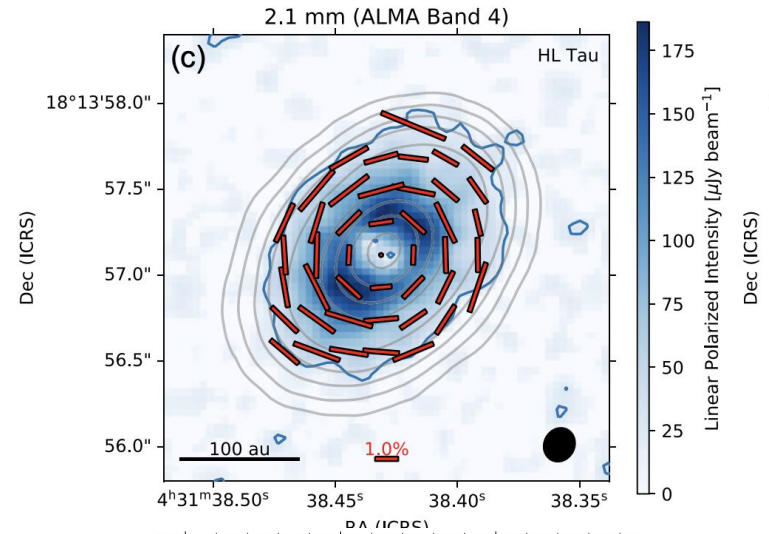 2.1 mm (ALMA Band 4)
(c)
HL Tau
18°13'58.0"
57.5"
57.0"
56.5"
56.0"
Dec (ICRS)
100 au
1.0%
4ʰ31ᵐ38.50ˢ
38.45ˢ
38.40ˢ
38.35ˢ
RA (ICRS)
175
150
125
100
75
50
25
0
Linear Polarized Intensity [μJy beam⁻¹]
Dec (ICRS)